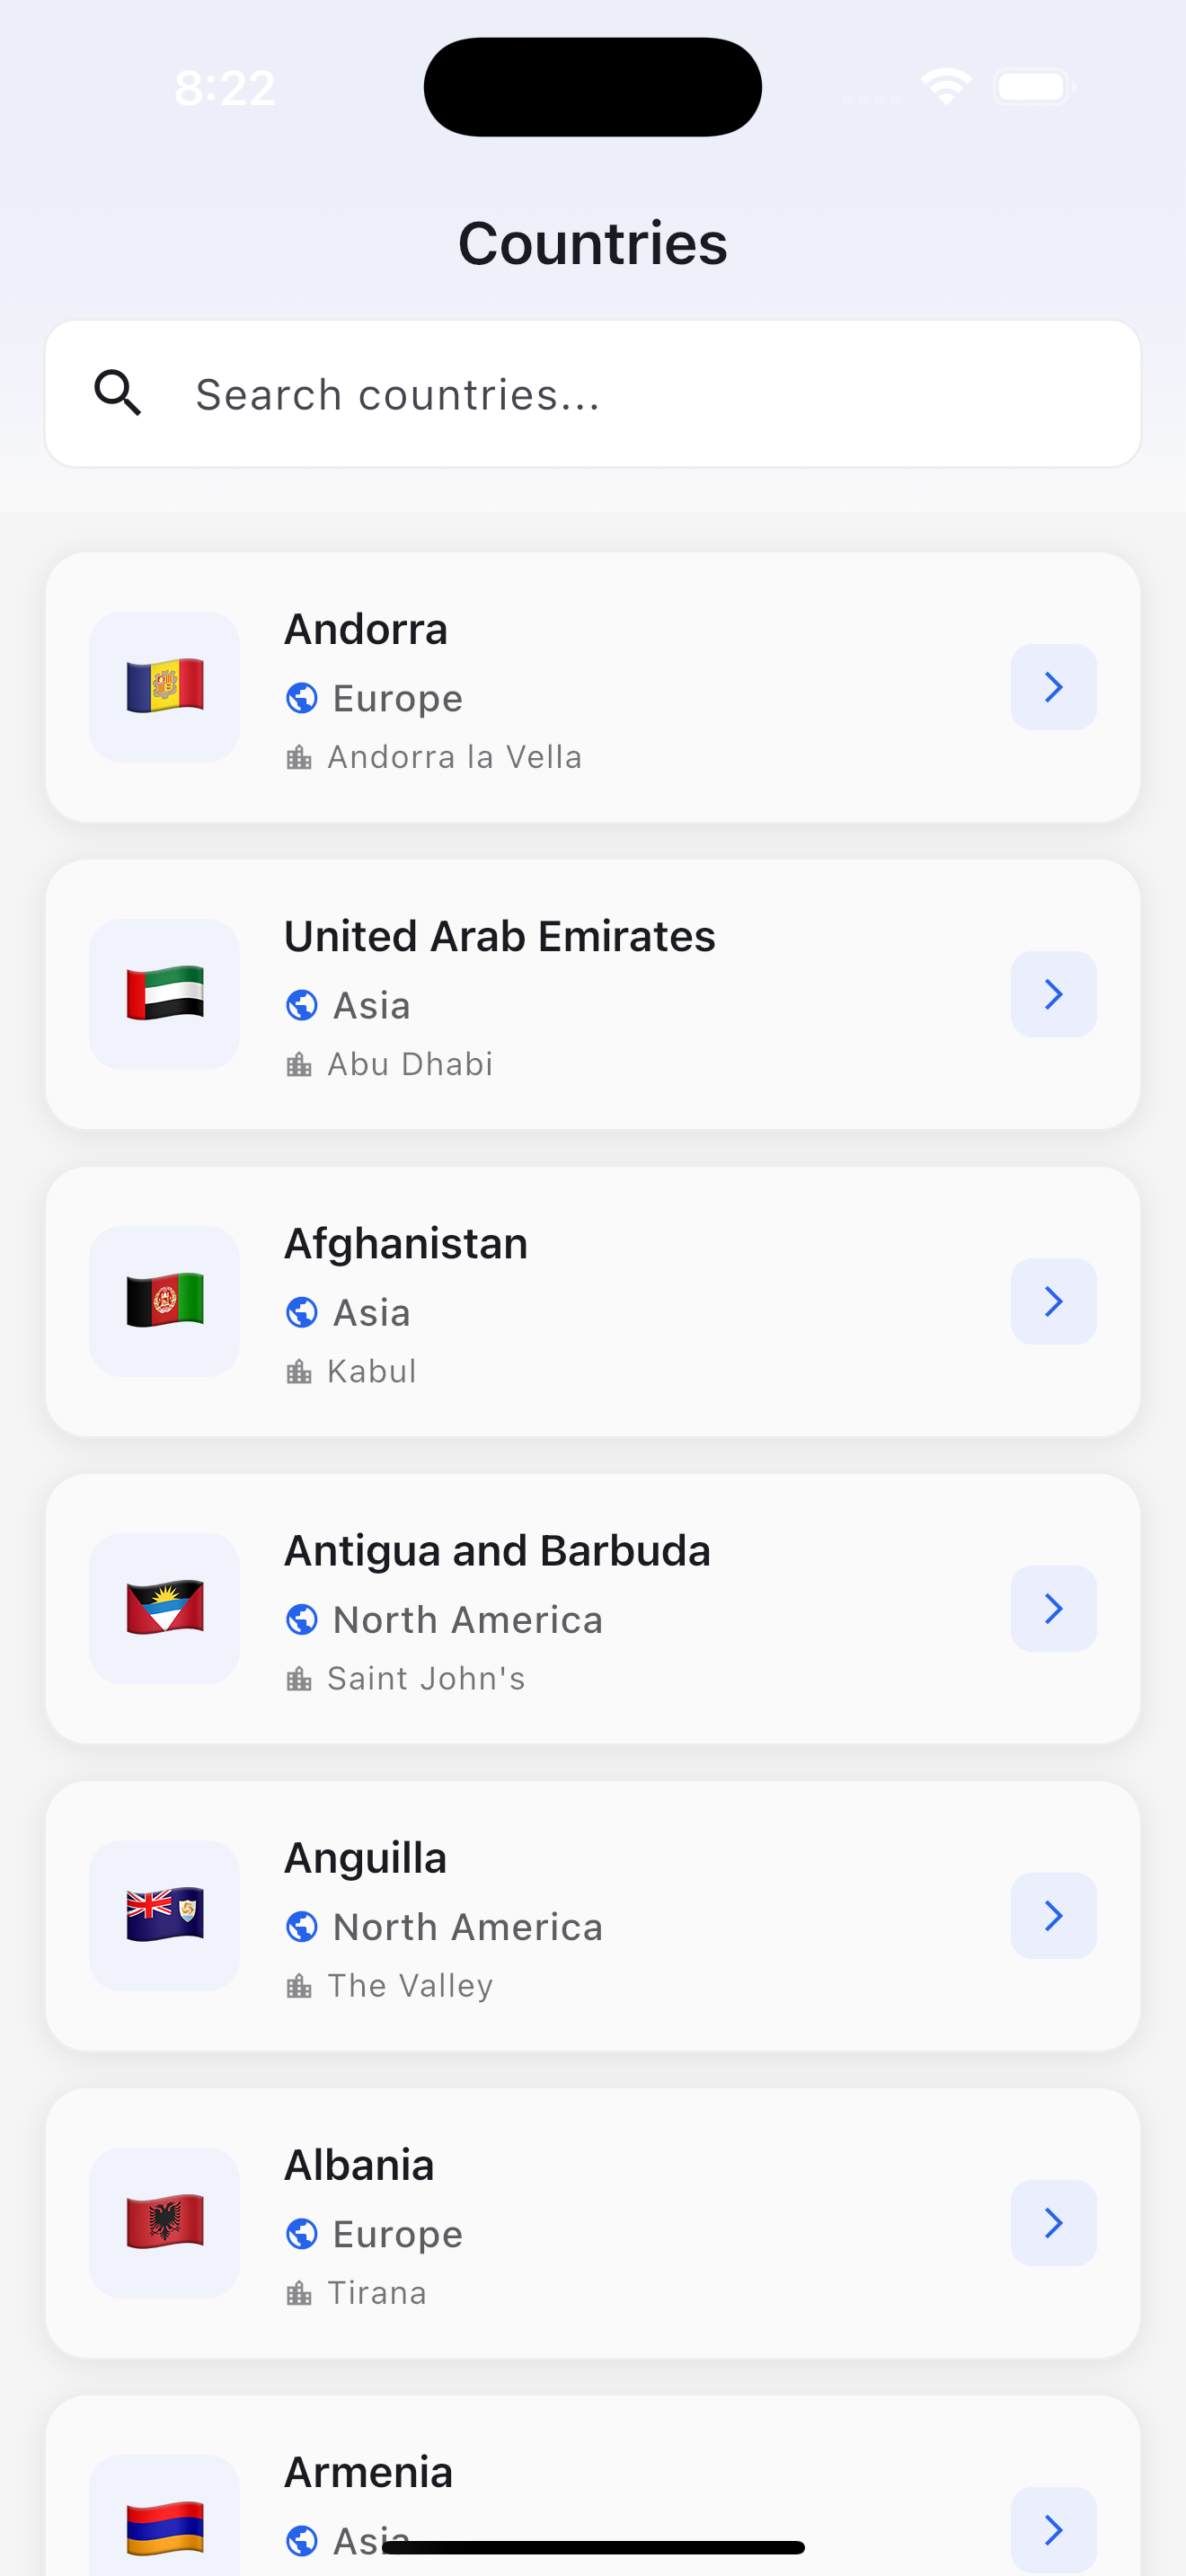 8:22
Countries
Search countries...
Andorra
Europe
Andorra la Vella
United Arab Emirates
Asia
Abu Dhabi
Afghanistan
Asia
Kabul
Antigua and Barbuda
North America
Saint John's
Anguilla
North America
The Valley
Albania
Europe
Tirana
Armenia
Asia